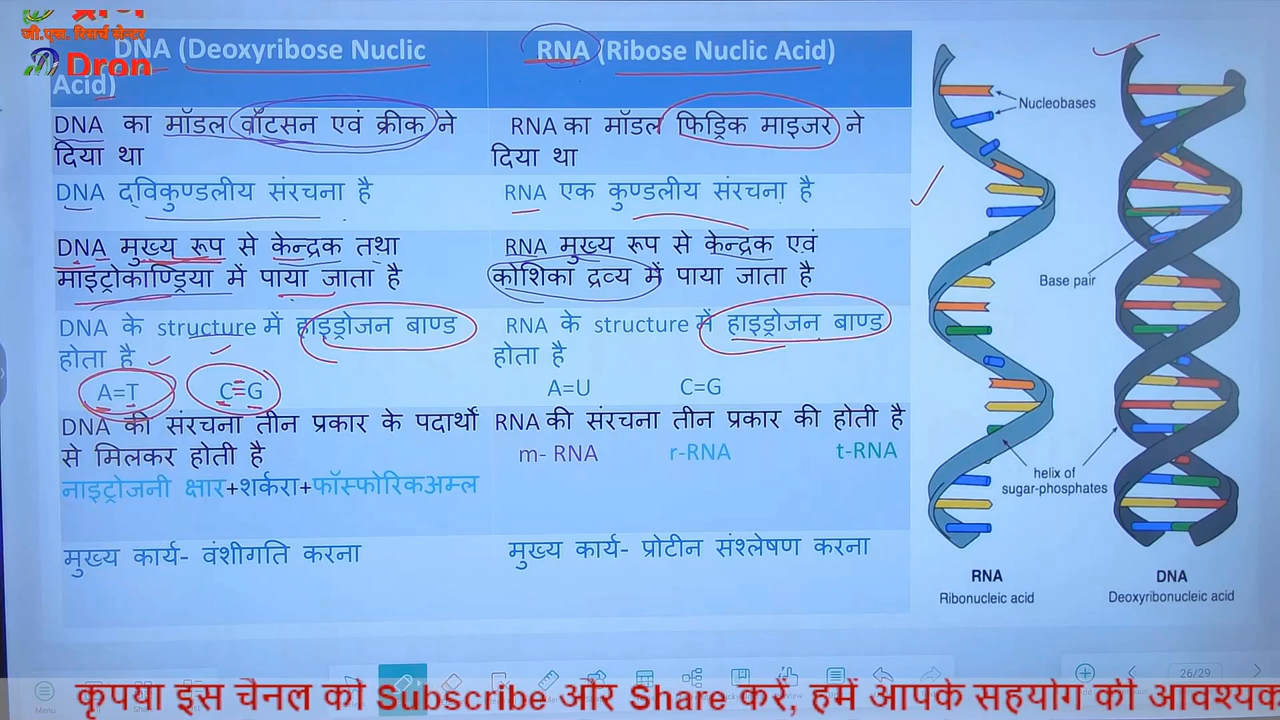 जी.एस. रिसर्च सेन्टर
Dron
DNA (Deoxyribose Nuclic Acid)
RNA (Ribose Nuclic Acid)
DNA का मॉडल वॉटसन एवं क्रीक ने
दिया था
RNA का मॉडल फिड्रिक माइजर ने
दिया था
DNA द्विकुण्डलीय संरचना है
RNA एक कुण्डलीय संरचना है
DNA मुख्य रूप से केन्द्रक तथा
माइट्रोकाण्ड्रिया में पाया जाता है
RNA मुख्य रूप से केन्द्रक एवं
कोशिका द्रव्य में पाया जाता है
DNA के structure में हाइड्रोजन बाण्ड
होता है
A=T C≡G
RNA के structure में हाइड्रोजन बाण्ड
होता है
A=U C=G
DNA की संरचना तीन प्रकार के पदार्थो
से मिलकर होती है
नाइट्रोजनी क्षार+शर्करा+फॉस्फोरिकअम्ल
RNA की संरचना तीन प्रकार की होती है
m- RNA r-RNA t-RNA
मुख्य कार्य- वंशीगति करना
मुख्य कार्य- प्रोटीन संश्लेषण करना
Nucleobases
Base pair
helix of
sugar-phosphates
RNA
Ribonucleic acid
DNA
Deoxyribonucleic acid
26/29
Menu
कृपया इस चैनल को Subscribe और Share करें, हमें आपके सहयोग की आवश्यक